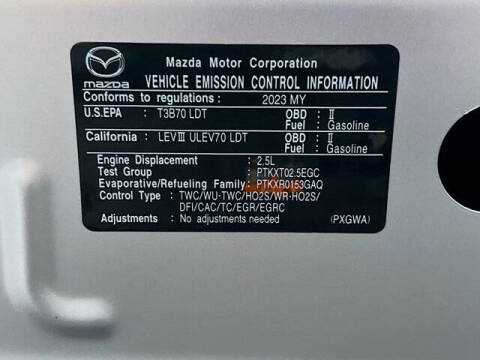 Mazda Motor Corporation
mazda VEHICLE EMISSION CONTROL INFORMATION
Conforms to regulations : 2023 MY
U.S.EPA : T3B70 LDT OBD : II
Fuel : Gasoline
California : LEVIII ULEV70 LDT OBD : II
Fuel : Gasoline
Engine Displacement : 2.5L
Test Group : PTKXT02.5EGC
Evaporative/Refueling Family : PTKXR0153GAQ
Control Type : TWC/WU-TWC/HO2S/WR-HO2S/
DFI/CAC/TC/EGR/EGRC
Adjustments : No adjustments needed (PXGWA)